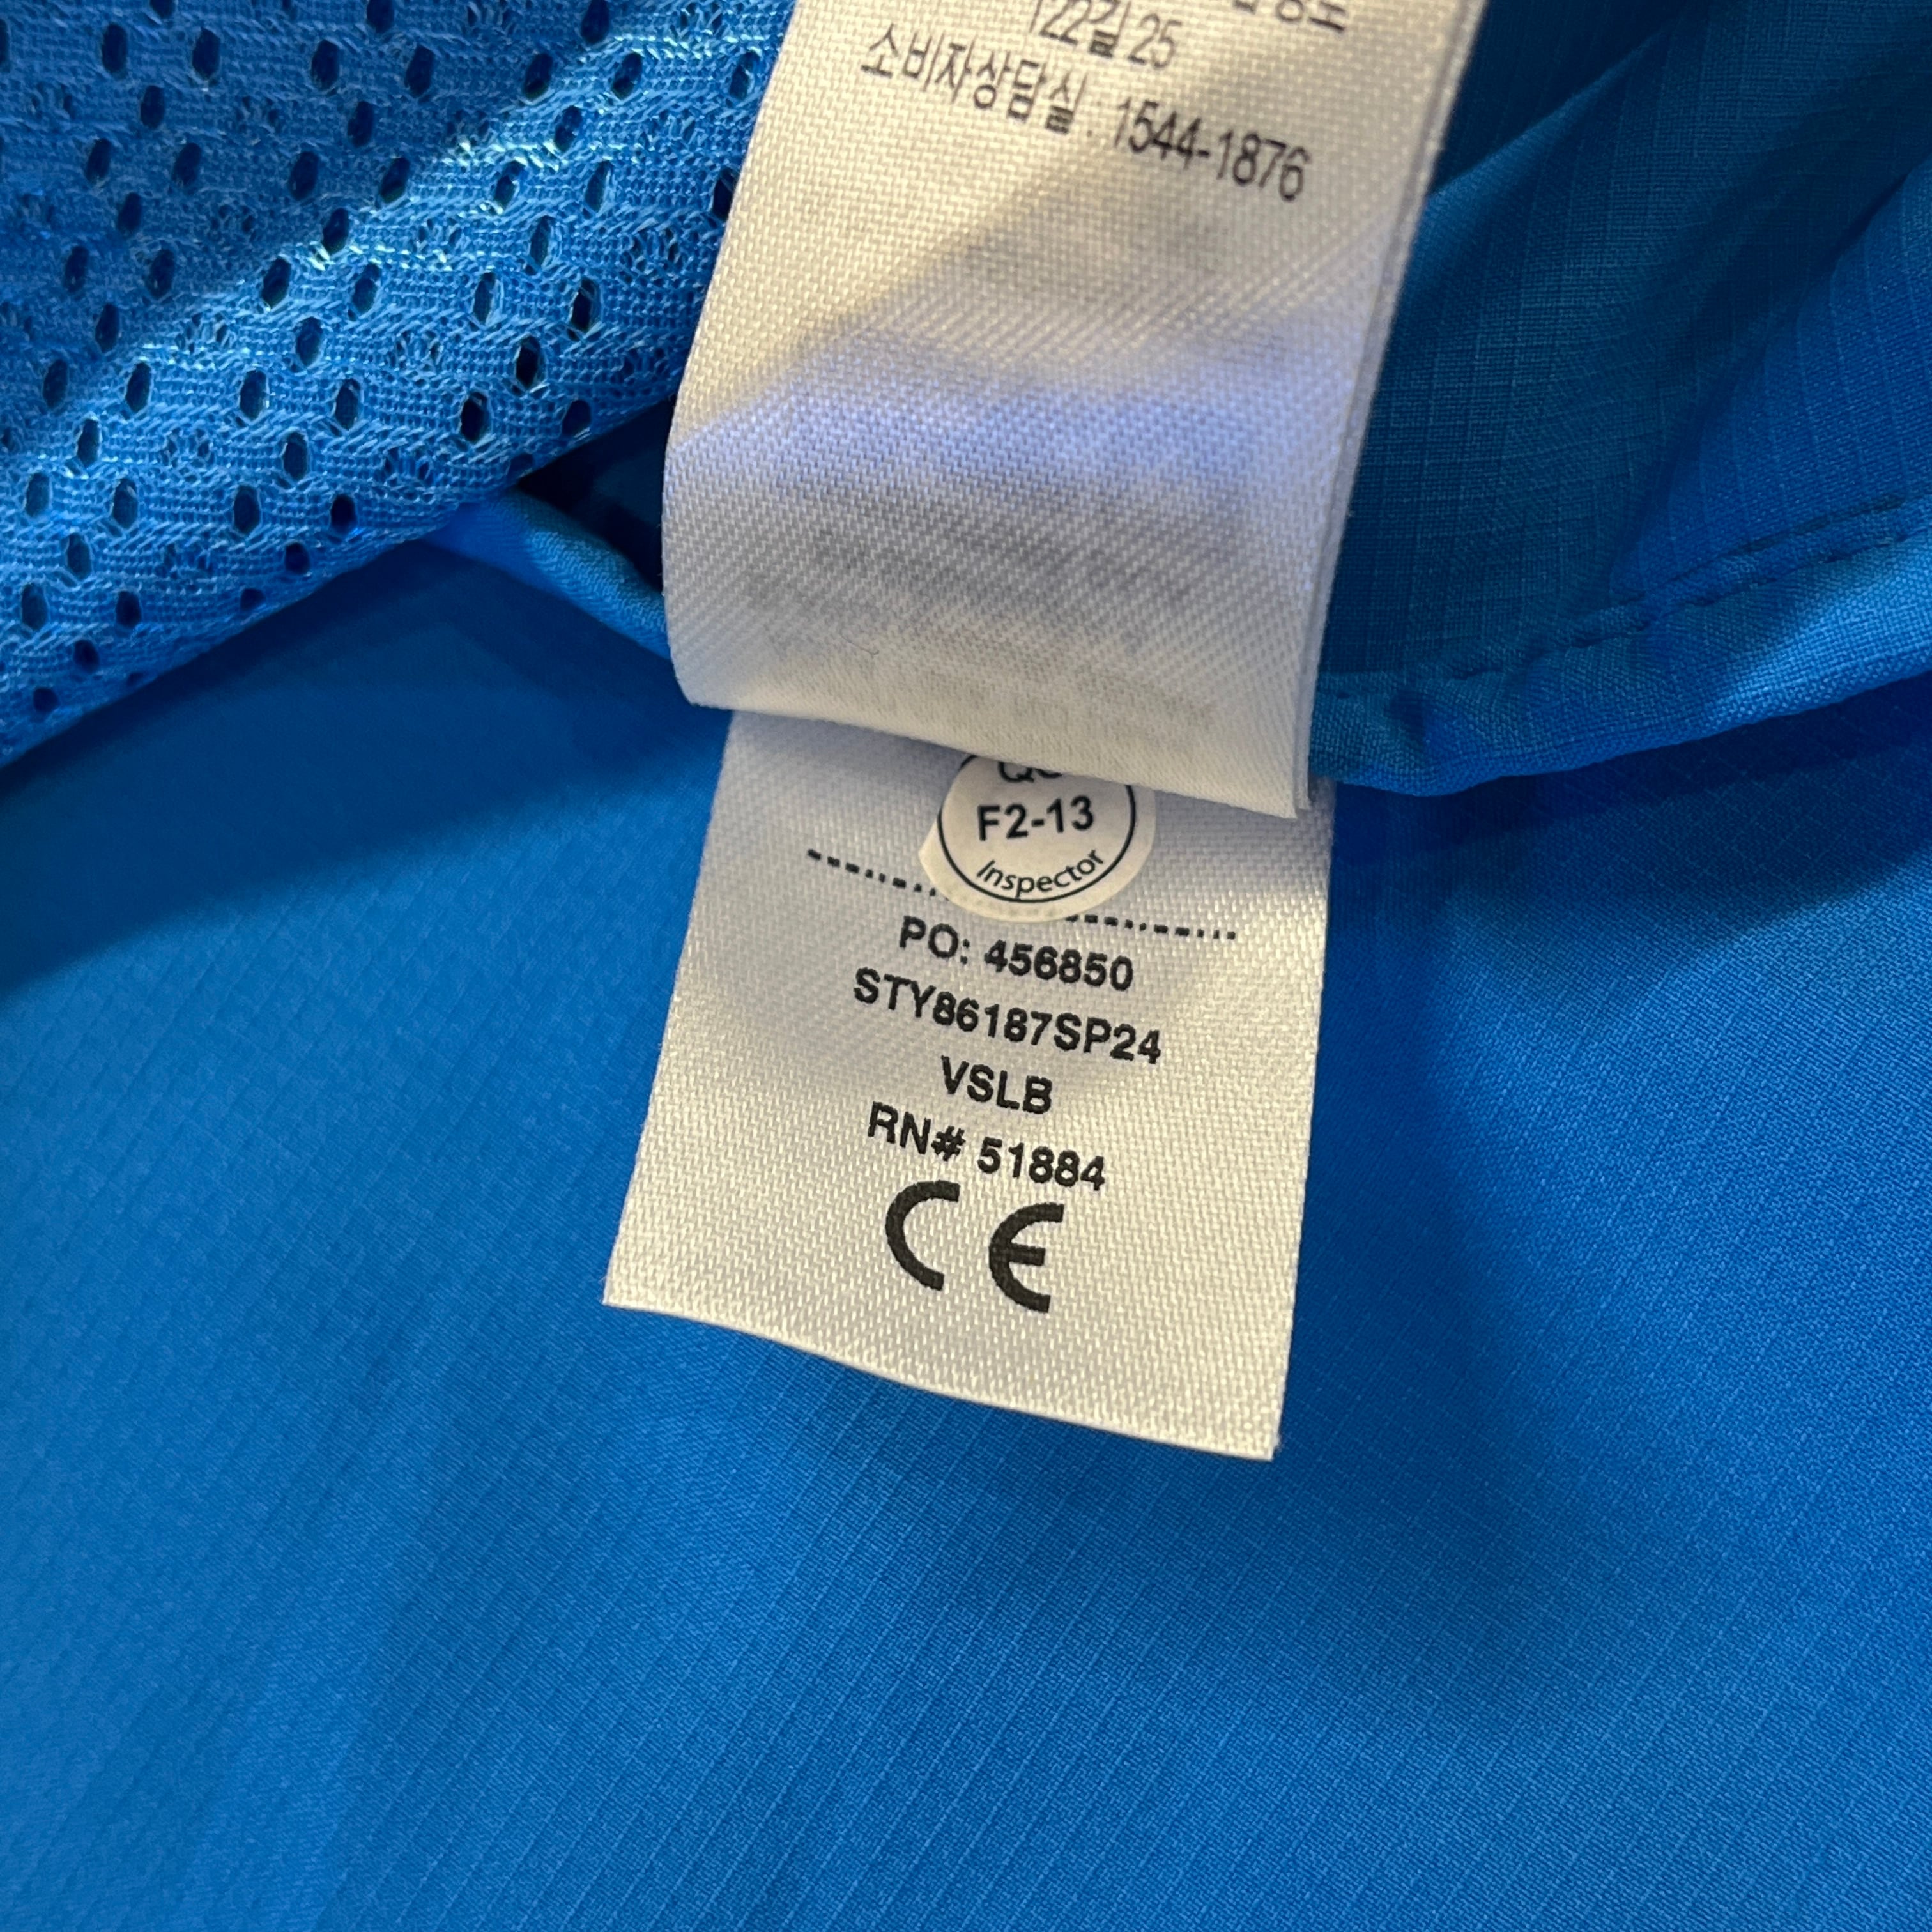 122길 25
소비자상담실 : 1544-1876
F2-13
Inspector
PO: 456850
STY86187SP24
VSLB
RN# 51884
CE